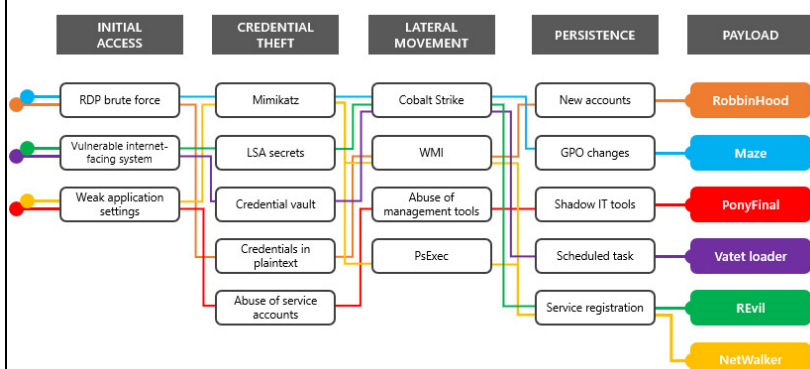 INITIAL
ACCESS
CREDENTIAL
THEFT
LATERAL
MOVEMENT
PERSISTENCE
PAYLOAD
RDP brute force
Mimikatz
Cobalt Strike
New accounts
RobbinHood
Vulnerable internet-
facing system
LSA secrets
WMI
GPO changes
Maze
Weak application
settings
Credential vault
Abuse of
management tools
Shadow IT tools
PonyFinal
Credentials in
plaintext
PsExec
Scheduled task
Vatet loader
Abuse of service
accounts
Service registration
REvil
NetWalker